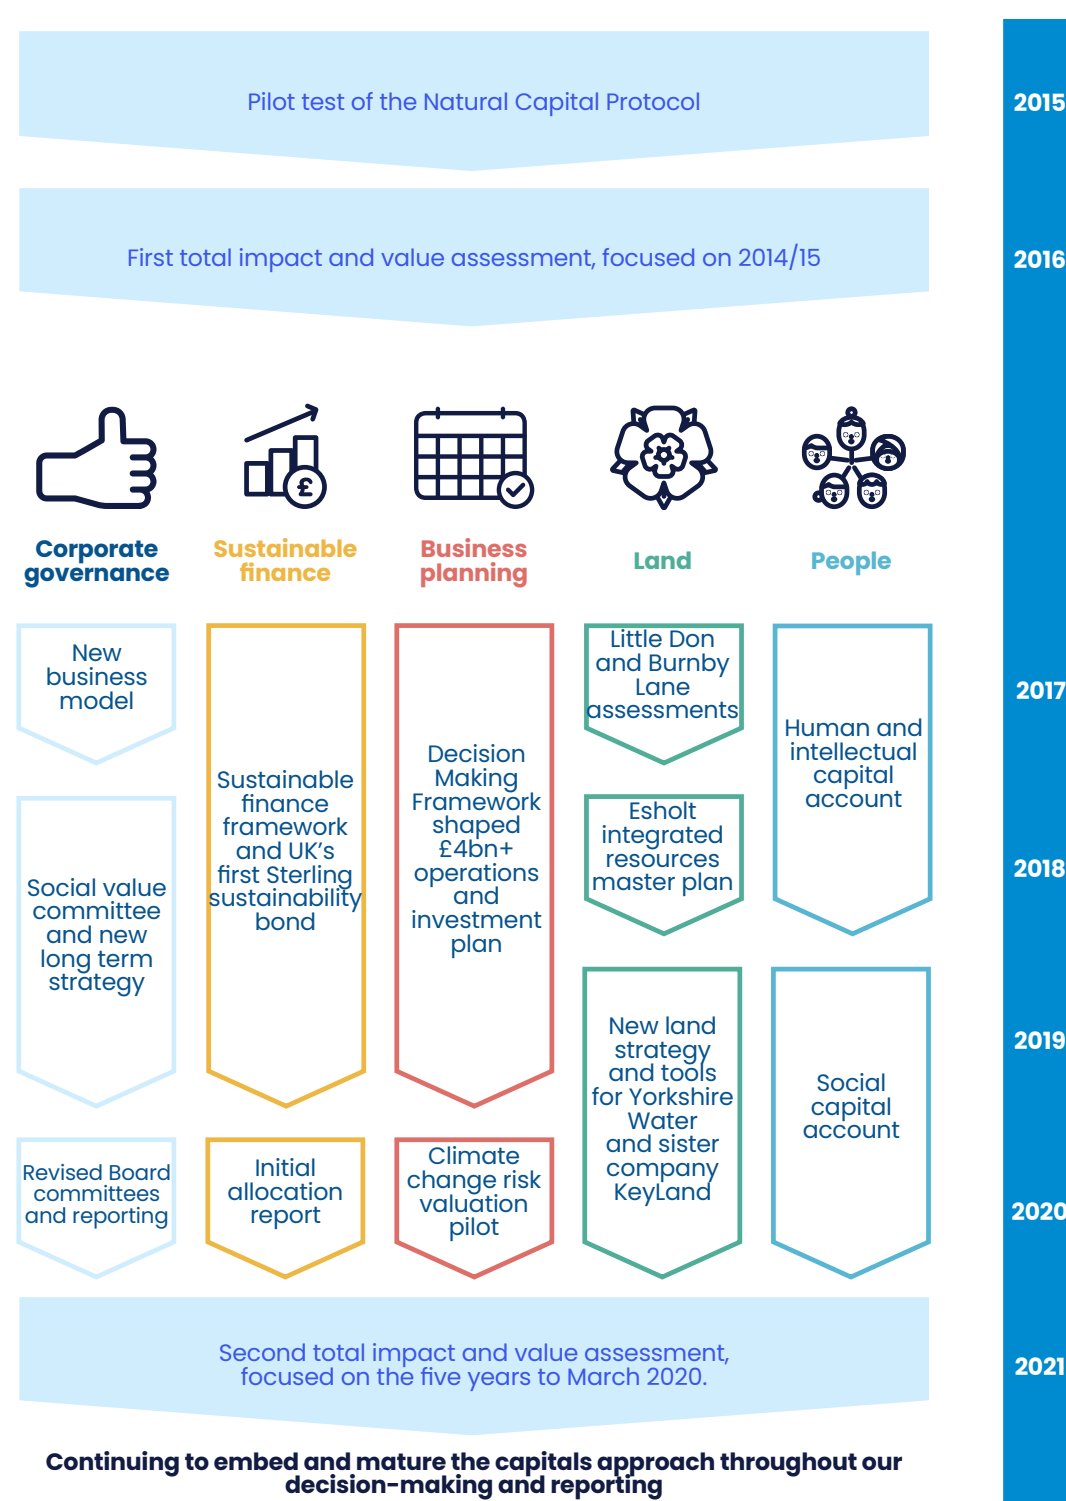 Pilot test of the Natural Capital Protocol
2015
First total impact and value assessment, focused on 2014/15
2016
Corporate
governance
Sustainable
finance
Business
planning
Land
People
New
business
model
Social value
committee
and new
long term
strategy
Revised Board
committees
and reporting
Sustainable
finance
framework
and UK's
first Sterling
sustainability
bond
Initial
allocation
report
Decision
Making
Framework
shaped
£4bn+
operations
and
investment
plan
Climate
change risk
valuation
pilot
Little Don
and Burnby
Lane
assessments
Esholt
integrated
resources
master plan
New land
strategy
and tools
for Yorkshire
Water
and sister
company
KeyLand
Human and
intellectual
capital
account
Social
capital
account
2017
2018
2019
2020
Second total impact and value assessment,
focused on the five years to March 2020.
2021
Continuing to embed and mature the capitals approach throughout our
decision-making and reporting